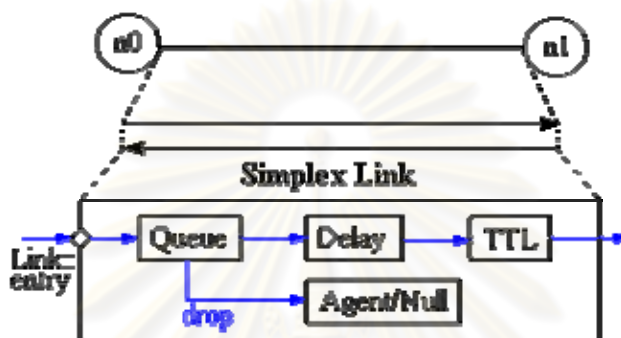 n0
n1
Simplex Link
Link
entry
Queue
Delay
TTL
drop
Agent/Null